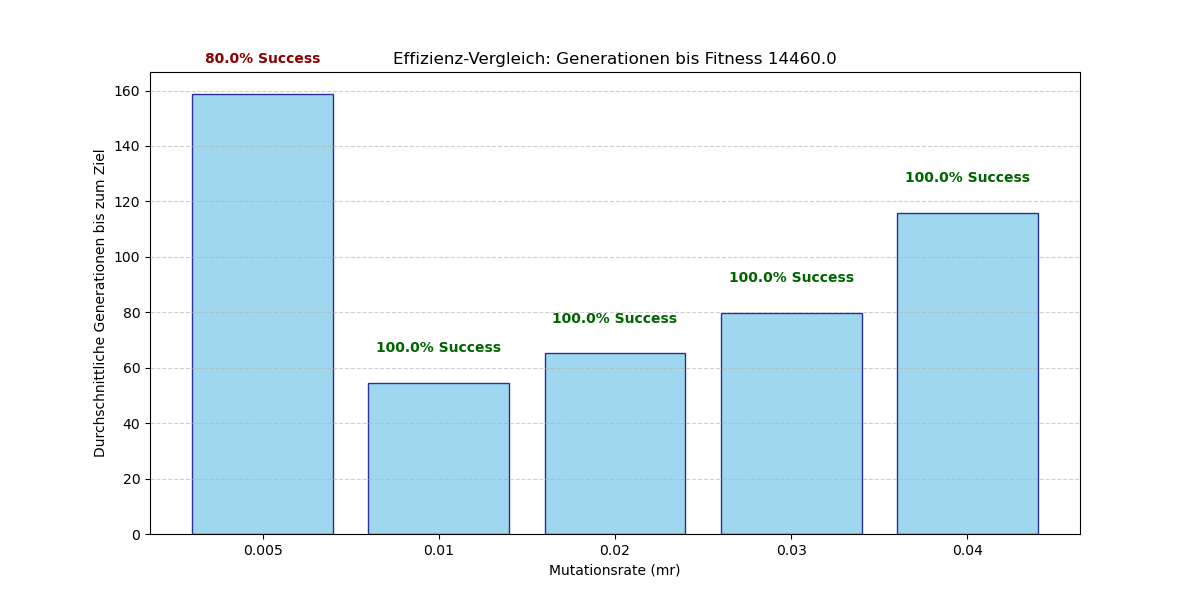 80.0% Success
Effizienz-Vergleich: Generationen bis Fitness 14460.0
Durchschnittliche Generationen bis zum Ziel
160
140
120
100
80
60
40
20
0
100.0% Success
100.0% Success
100.0% Success
100.0% Success
0.005
0.01
0.02
0.03
0.04
Mutationsrate (mr)